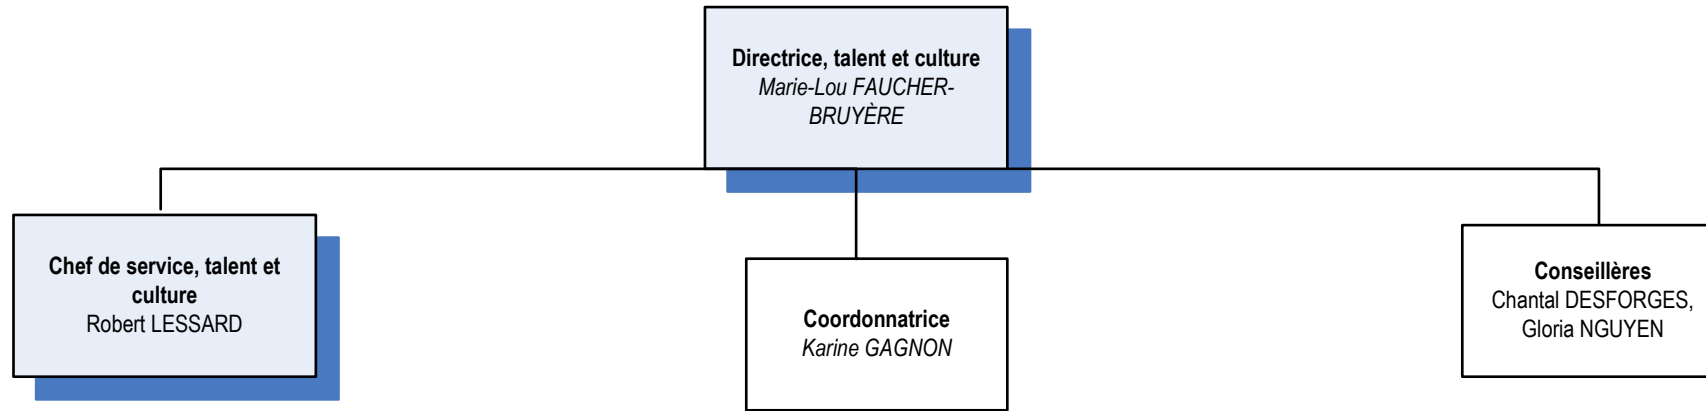 Directrice, talent et culture
Marie-Lou FAUCHER-
BRUYÈRE
Chef de service, talent et
culture
Robert LESSARD
Coordonnatrice
Karine GAGNON
Conseillères
Chantal DESFORGES,
Gloria NGUYEN